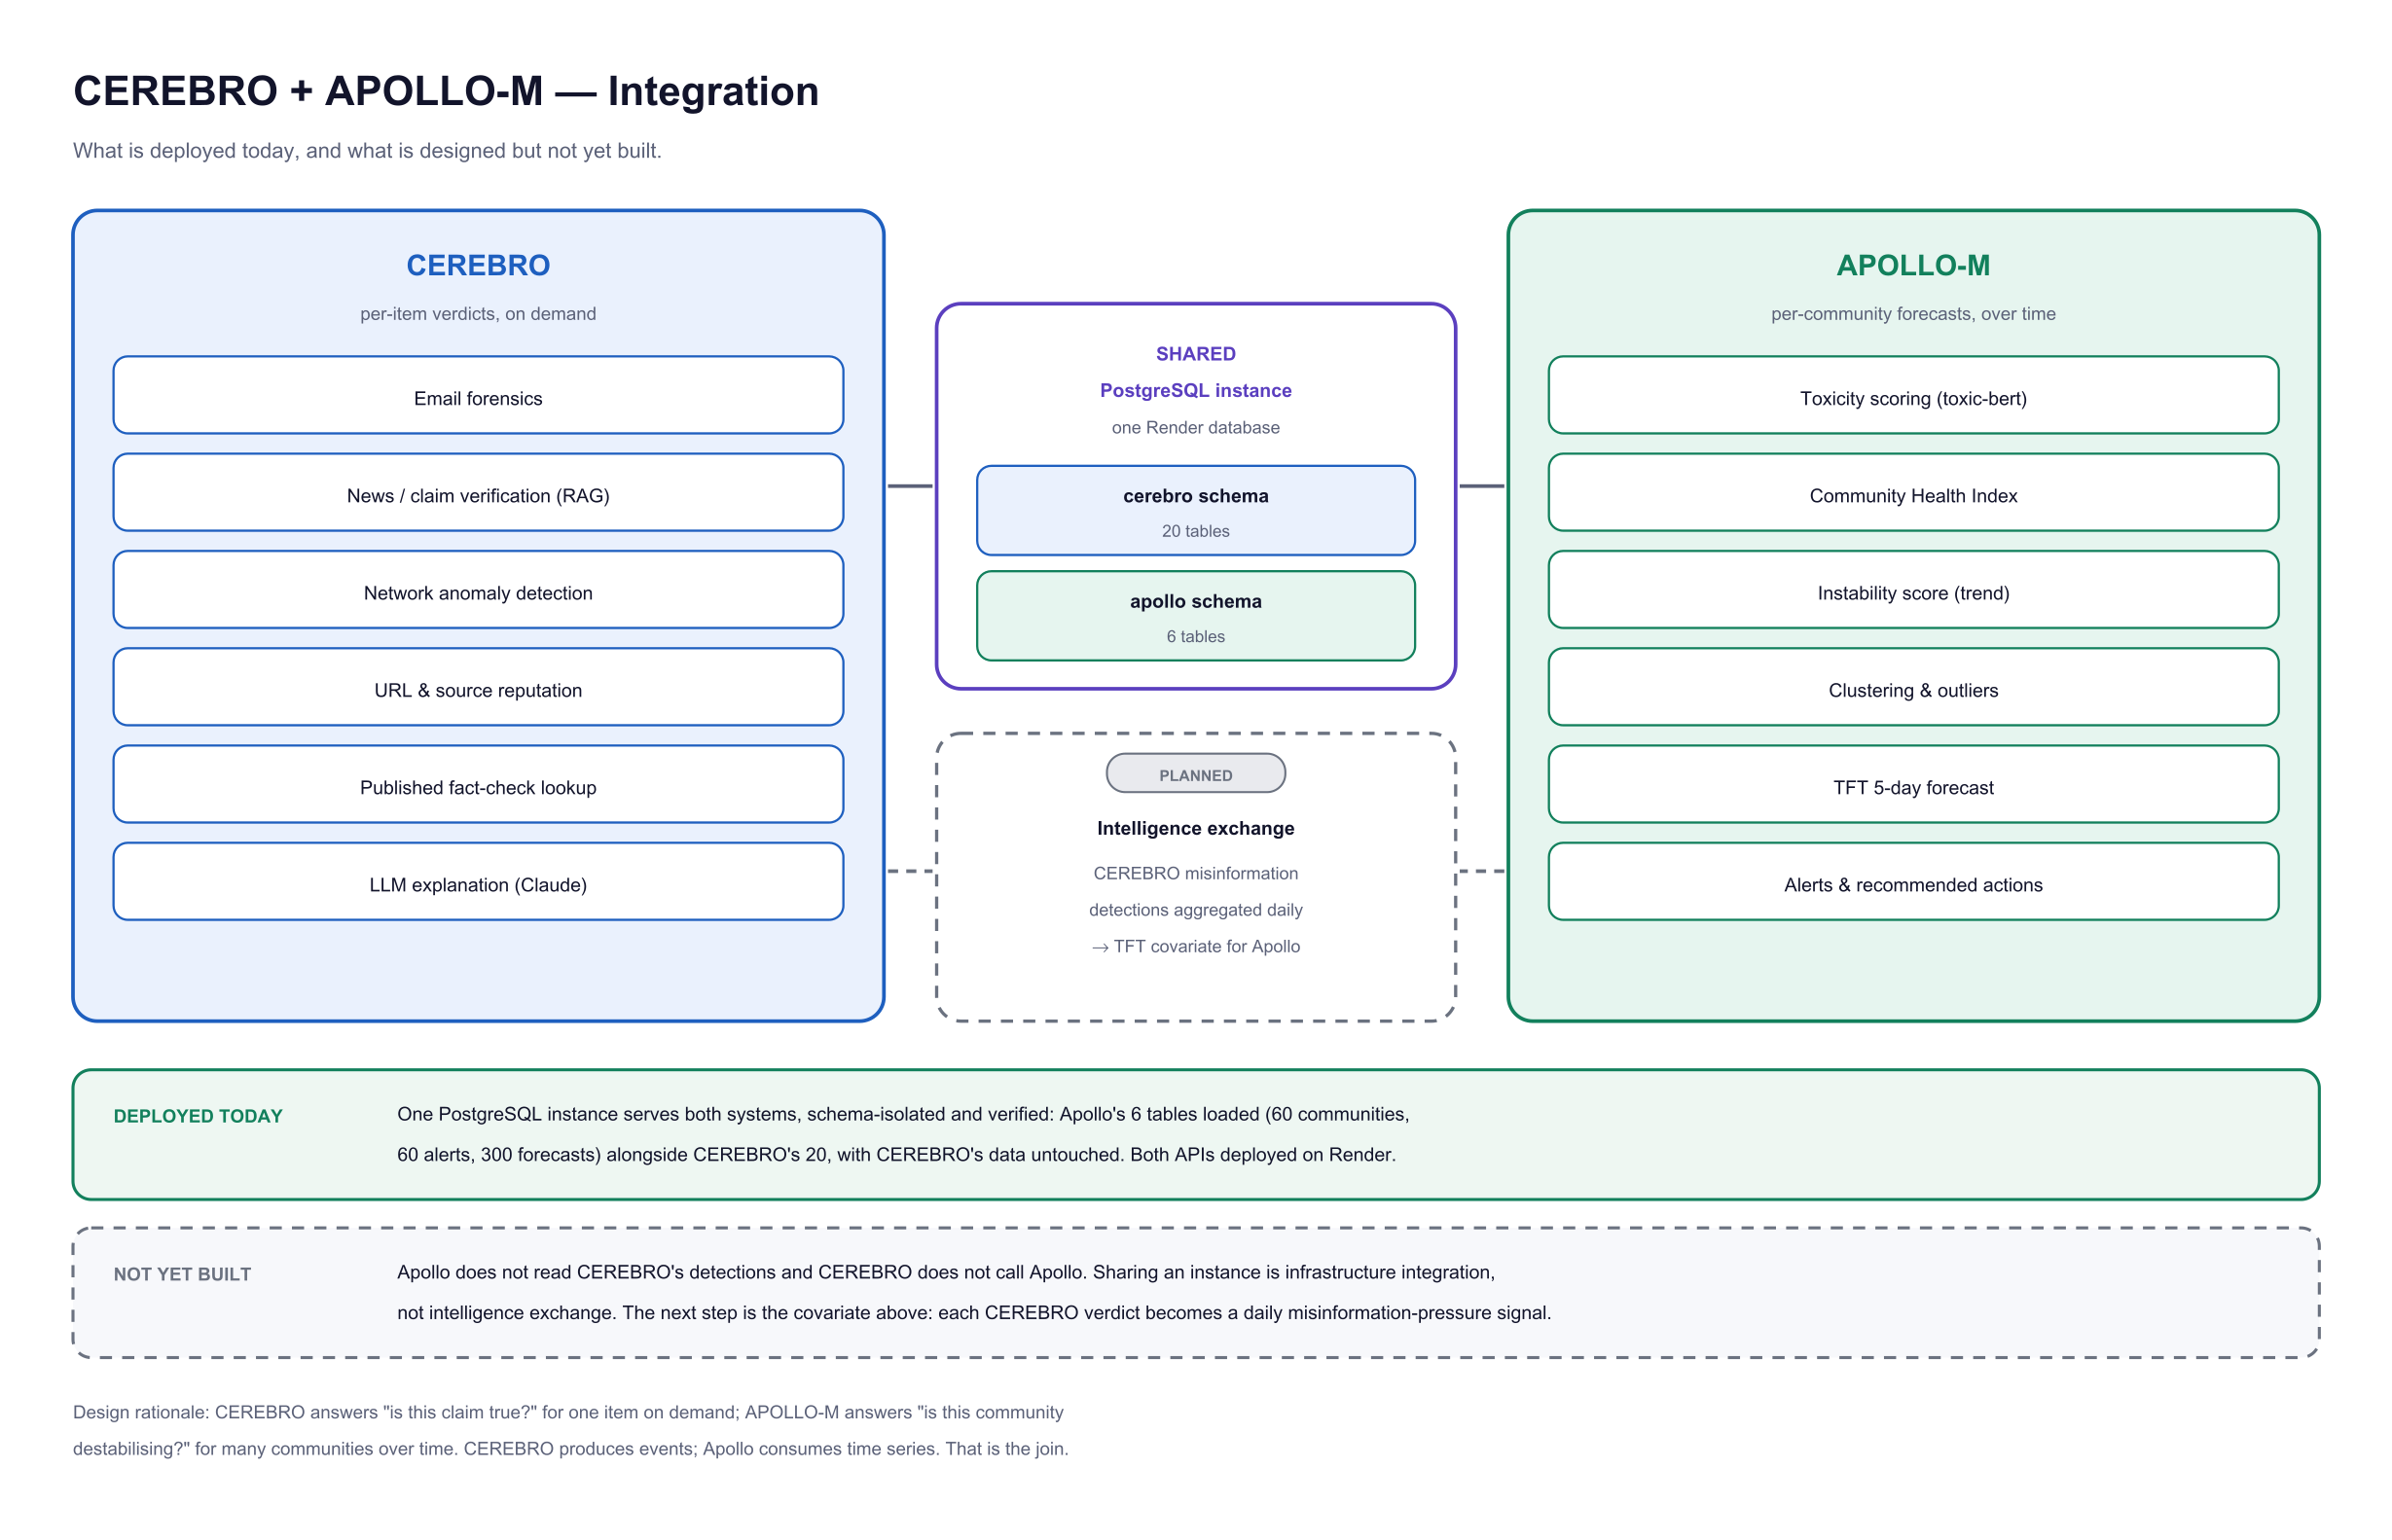 CEREBRO + APOLLO-M — Integration
What is deployed today, and what is designed but not yet built.
CEREBRO
per-item verdicts, on demand
Email forensics
News / claim verification (RAG)
Network anomaly detection
URL & source reputation
Published fact-check lookup
LLM explanation (Claude)
SHARED
PostgreSQL instance
one Render database
cerebro schema
20 tables
apollo schema
6 tables
PLANNED
Intelligence exchange
CEREBRO misinformation
detections aggregated daily
→ TFT covariate for Apollo
APOLLO-M
per-community forecasts, over time
Toxicity scoring (toxic-bert)
Community Health Index
Instability score (trend)
Clustering & outliers
TFT 5-day forecast
Alerts & recommended actions
DEPLOYED TODAY
One PostgreSQL instance serves both systems, schema-isolated and verified: Apollo's 6 tables loaded (60 communities,
60 alerts, 300 forecasts) alongside CEREBRO's 20, with CEREBRO's data untouched. Both APIs deployed on Render.
NOT YET BUILT
Apollo does not read CEREBRO's detections and CEREBRO does not call Apollo. Sharing an instance is infrastructure integration,
not intelligence exchange. The next step is the covariate above: each CEREBRO verdict becomes a daily misinformation-pressure signal.
Design rationale: CEREBRO answers "is this claim true?" for one item on demand; APOLLO-M answers "is this community
destabilising?" for many communities over time. CEREBRO produces events; Apollo consumes time series. That is the join.